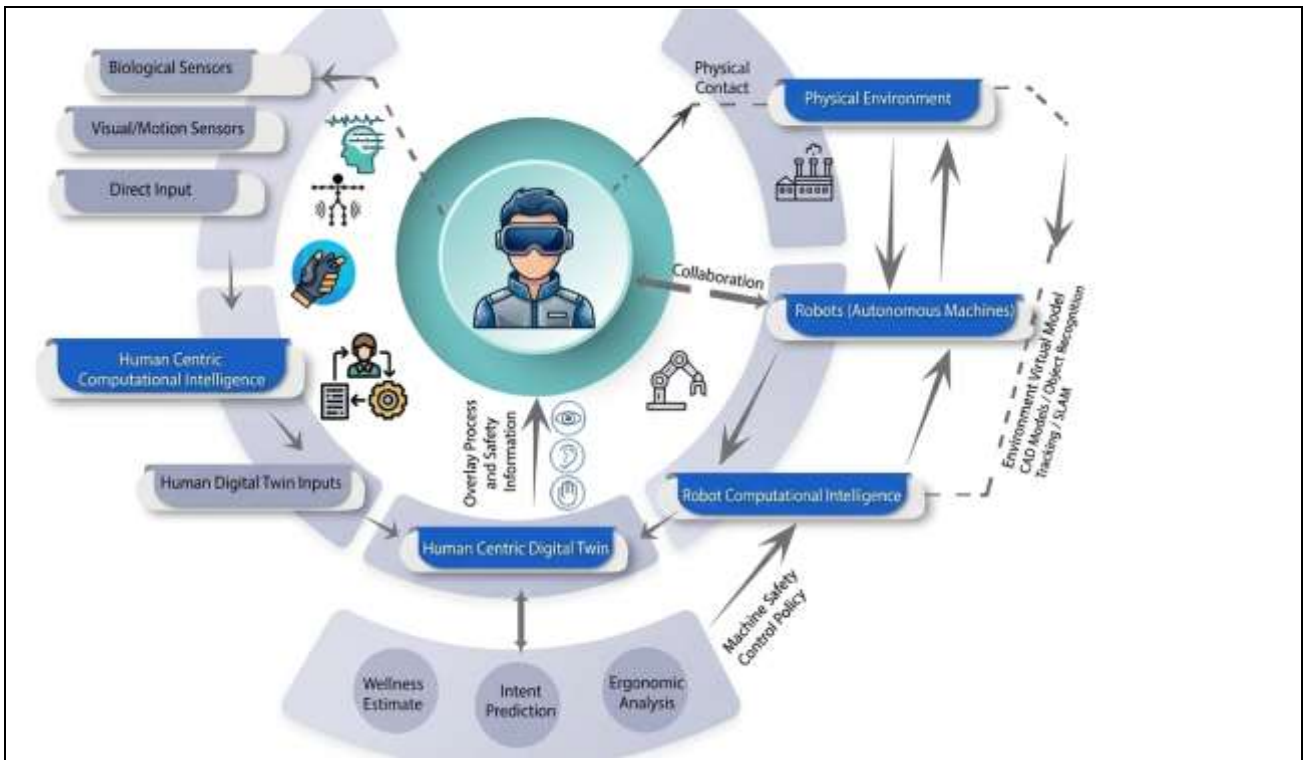 Biological Sensors
Visual/Motion Sensors
Direct Input
Human Centric
Computational Intelligence
Human Digital Twin Inputs
Human Centric Digital Twin
Overlay Process
and Safety
Information
Physical
Contact
Physical Environment
Collaboration
Robots (Autonomous Machines)
Robot Computational Intelligence
Environment Virtual Model
CAD Models / Object Recognition
Tracking / SLAM
Machine Safety
Control Policy
Wellness
Estimate
Intent
Prediction
Ergonomic
Analysis